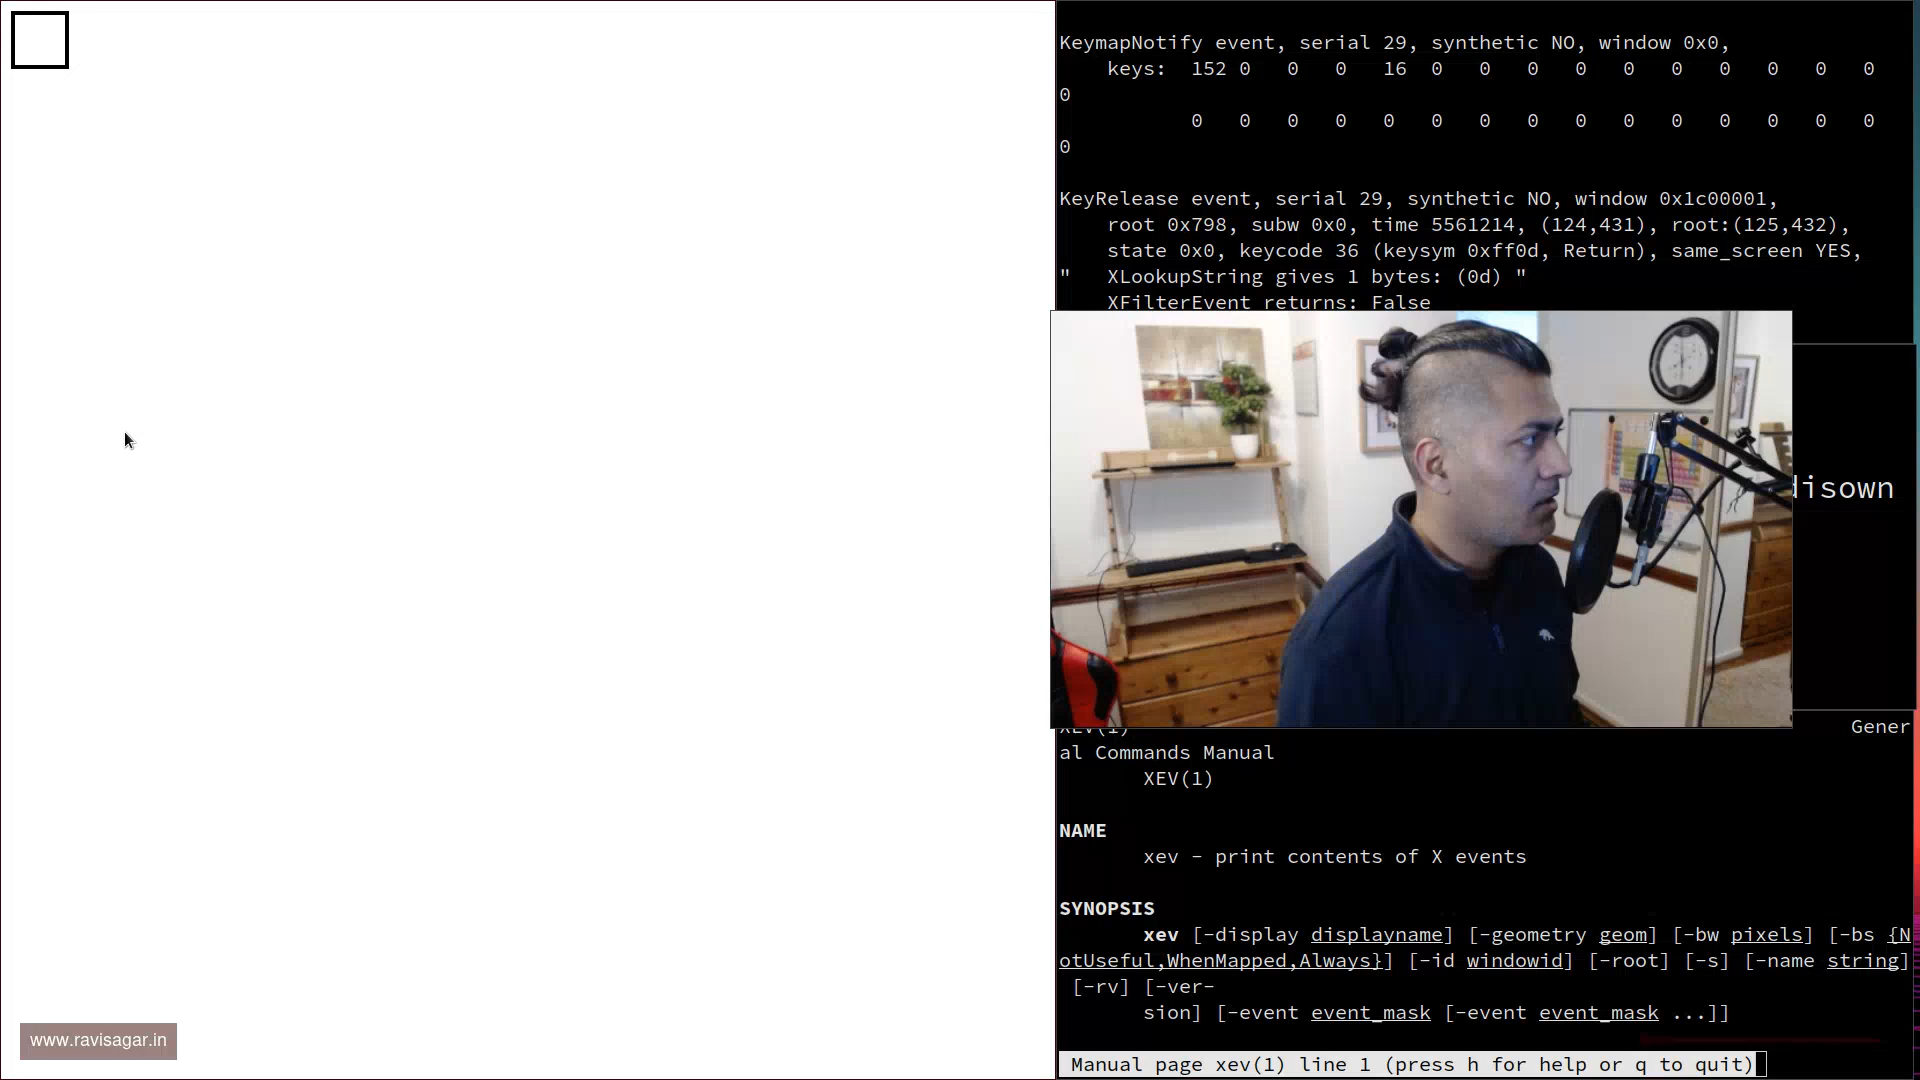 KeymapNotify event, serial 29, synthetic NO, window 0x0,
keys: 152 0 0 0 16 0 0 0 0 0 0 0 0 0 0
0
0 0 0 0 0 0 0 0 0 0 0 0 0 0 0
0
KeyRelease event, serial 29, synthetic NO, window 0x1c00001,
root 0x798, subw 0x0, time 5561214, (124,431), root:(125,432),
state 0x0, keycode 36 (keysym 0xff0d, Return), same_screen YES,
" XLookupString gives 1 bytes: (0d) "
XFilterEvent returns: False
disown
XEV(1) Gener
al Commands Manual
XEV(1)
NAME
xev - print contents of X events
SYNOPSIS
xev [-display displayname] [-geometry geom] [-bw pixels] [-bs {N
otUseful,WhenMapped,Always}] [-id windowid] [-root] [-s] [-name string]
[-rv] [-ver-
sion] [-event event_mask [-event event_mask ...]]
Manual page xev(1) line 1 (press h for help or q to quit)
www.ravisagar.in